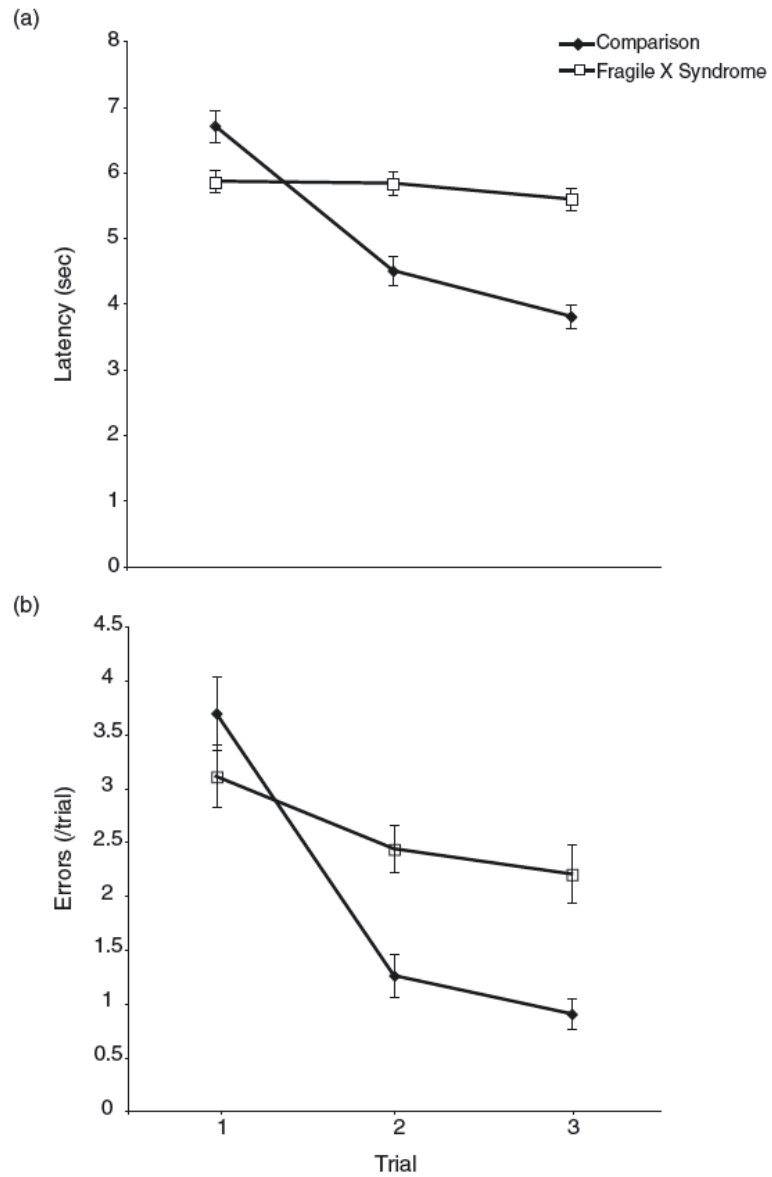 (a)
Comparison
Fragile X Syndrome
8
7
6
5
4
3
2
1
0
Latency (sec)
(b)
4.5
4
3.5
3
2.5
2
1.5
1
0.5
0
Errors (/trial)
1 2 3
Trial